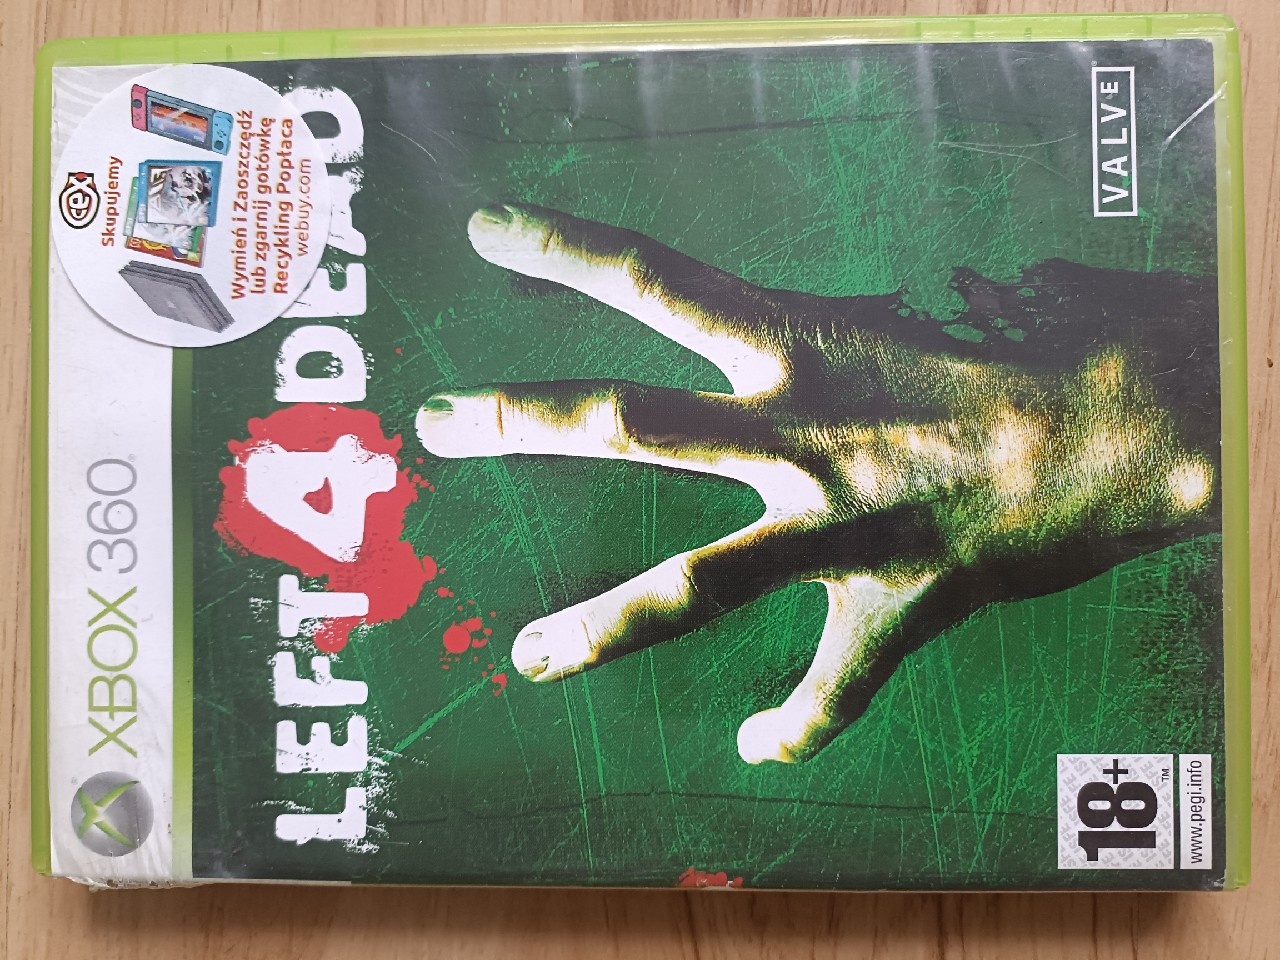 XBOX 360
cex
Skupujemy
Wymień i Zaoszczędź
lub zgarnij gotówkę
Recykling Popłaca
webuy.com
LEFT 4 DEAD
VALVE
18+
www.pegi.info